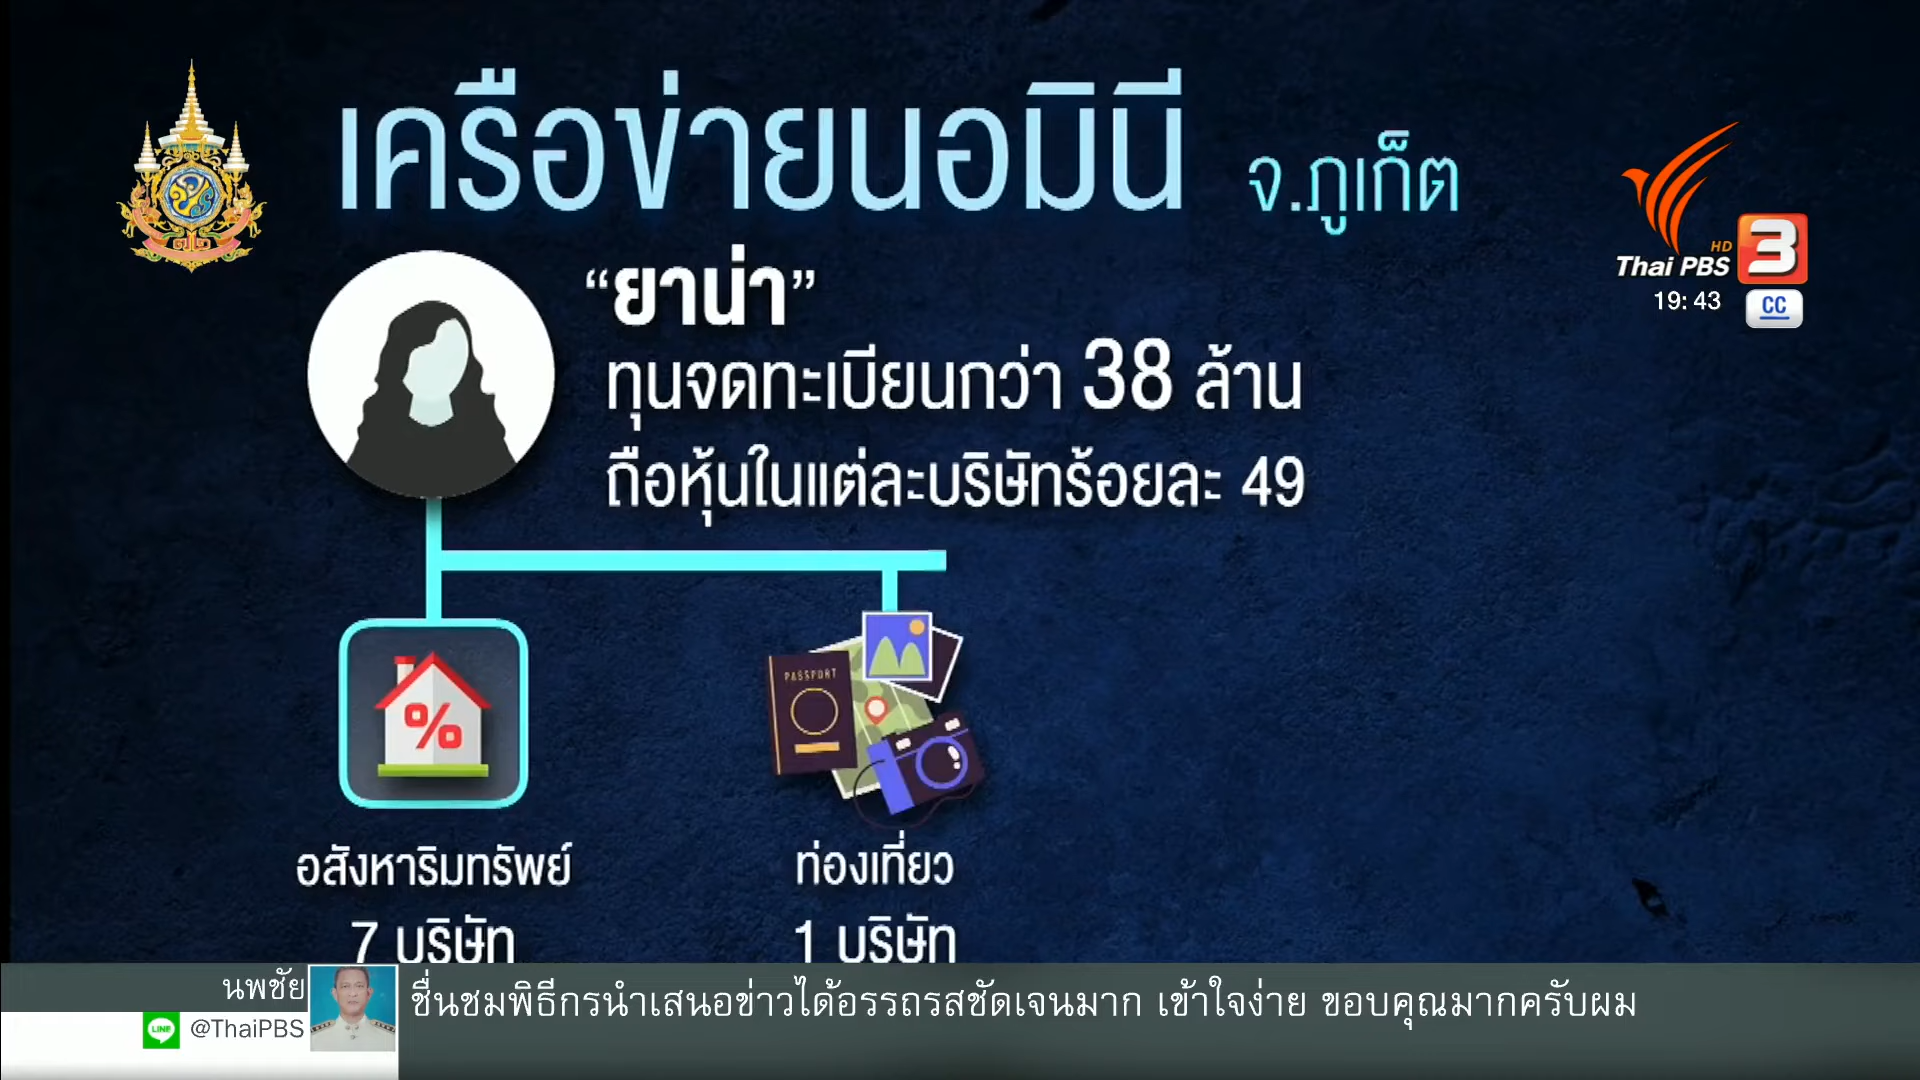 เครือข่ายนอมินี จ.ภูเก็ต
“ยาน่า”
ทุนจดทะเบียนกว่า 38 ล้าน
ถือหุ้นในแต่ละบริษัทร้อยละ 49
HD
Thai PBS 3
19:43 CC
๗๒
PASSPORT
%
อสังหาริมทรัพย์
7 บริษัท
ท่องเที่ยว
1 บริษัท
นพชัย
LINE @ThaiPBS
ชื่นชมพิธีกรนำเสนอข่าวได้อรรถรสชัดเจนมาก เข้าใจง่าย ขอบคุณมากครับผม